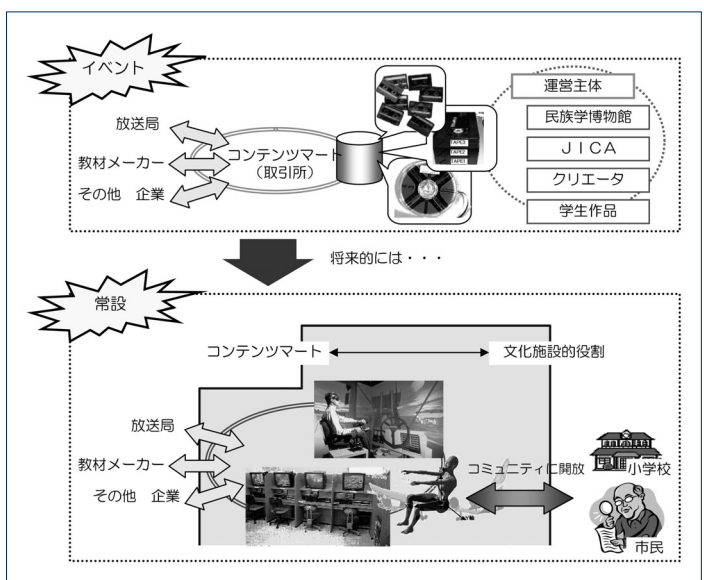 イベント
放送局
教材メーカー
その他　企業
コンテンツマート
（取引所）
TAPE3
TAPE2
TAPE1
運営主体
民族学博物館
ＪＩＣＡ
クリエータ
学生作品
将来的には・・・
常設
コンテンツマート
文化施設的役割
放送局
教材メーカー
その他　企業
コミュニティに開放
小学校
市民